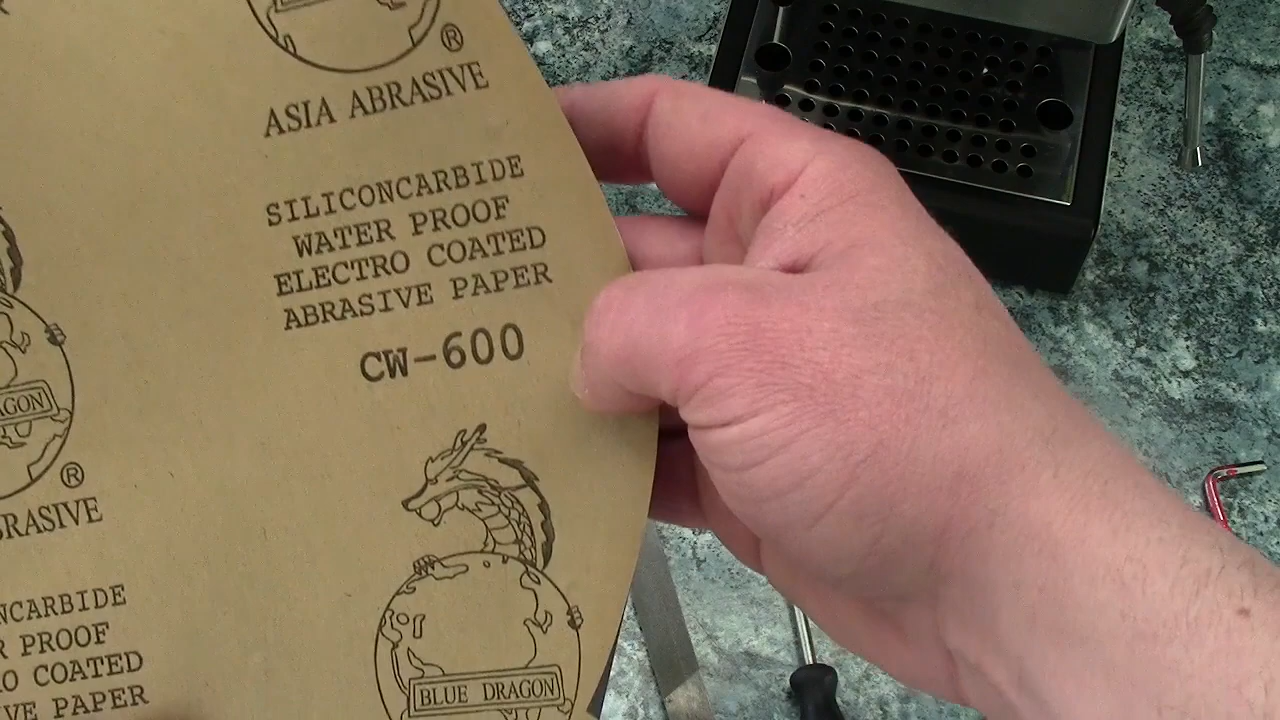 ®
ASIA ABRASIVE
SILICONCARBIDE
WATER PROOF
ELECTRO COATED
ABRASIVE PAPER
CW-600
BLUE DRAGON
AGON
®
BRASIVE
NCARBIDE
R PROOF
O COATED
VE PAPER